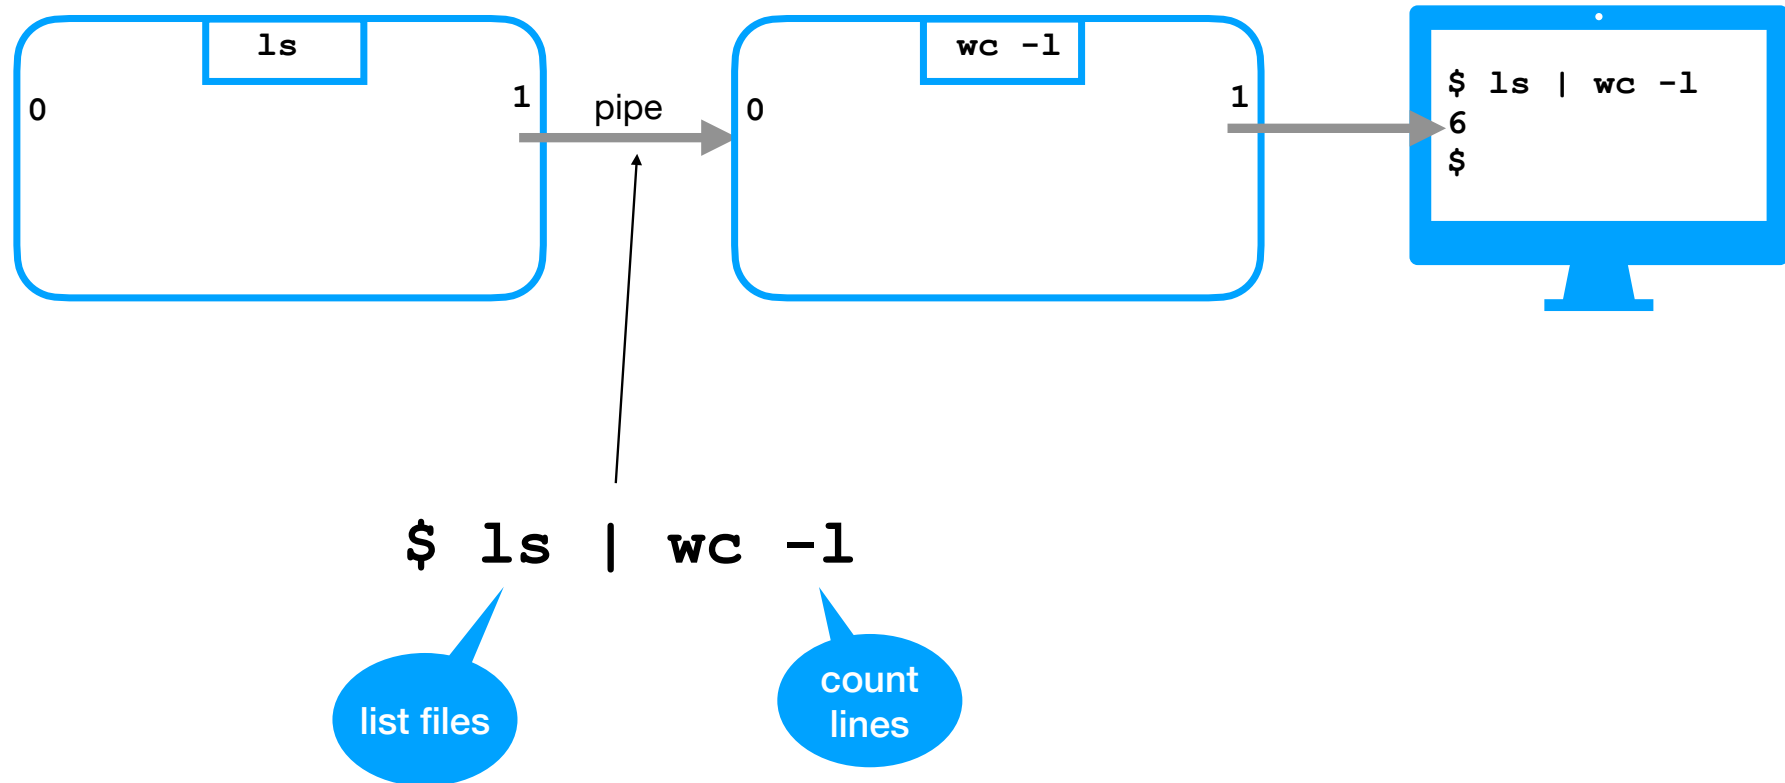 ls
0
1
pipe
wc -l
0
1
$ ls | wc -l
6
$
$ ls | wc -l
list files
count
lines